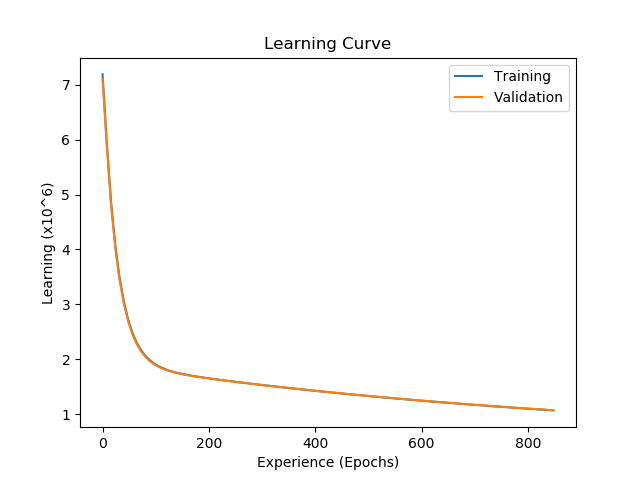 Learning Curve
Training
Validation
7
6
5
4
3
2
1
Learning (x10^6)
0
200
400
600
800
Experience (Epochs)